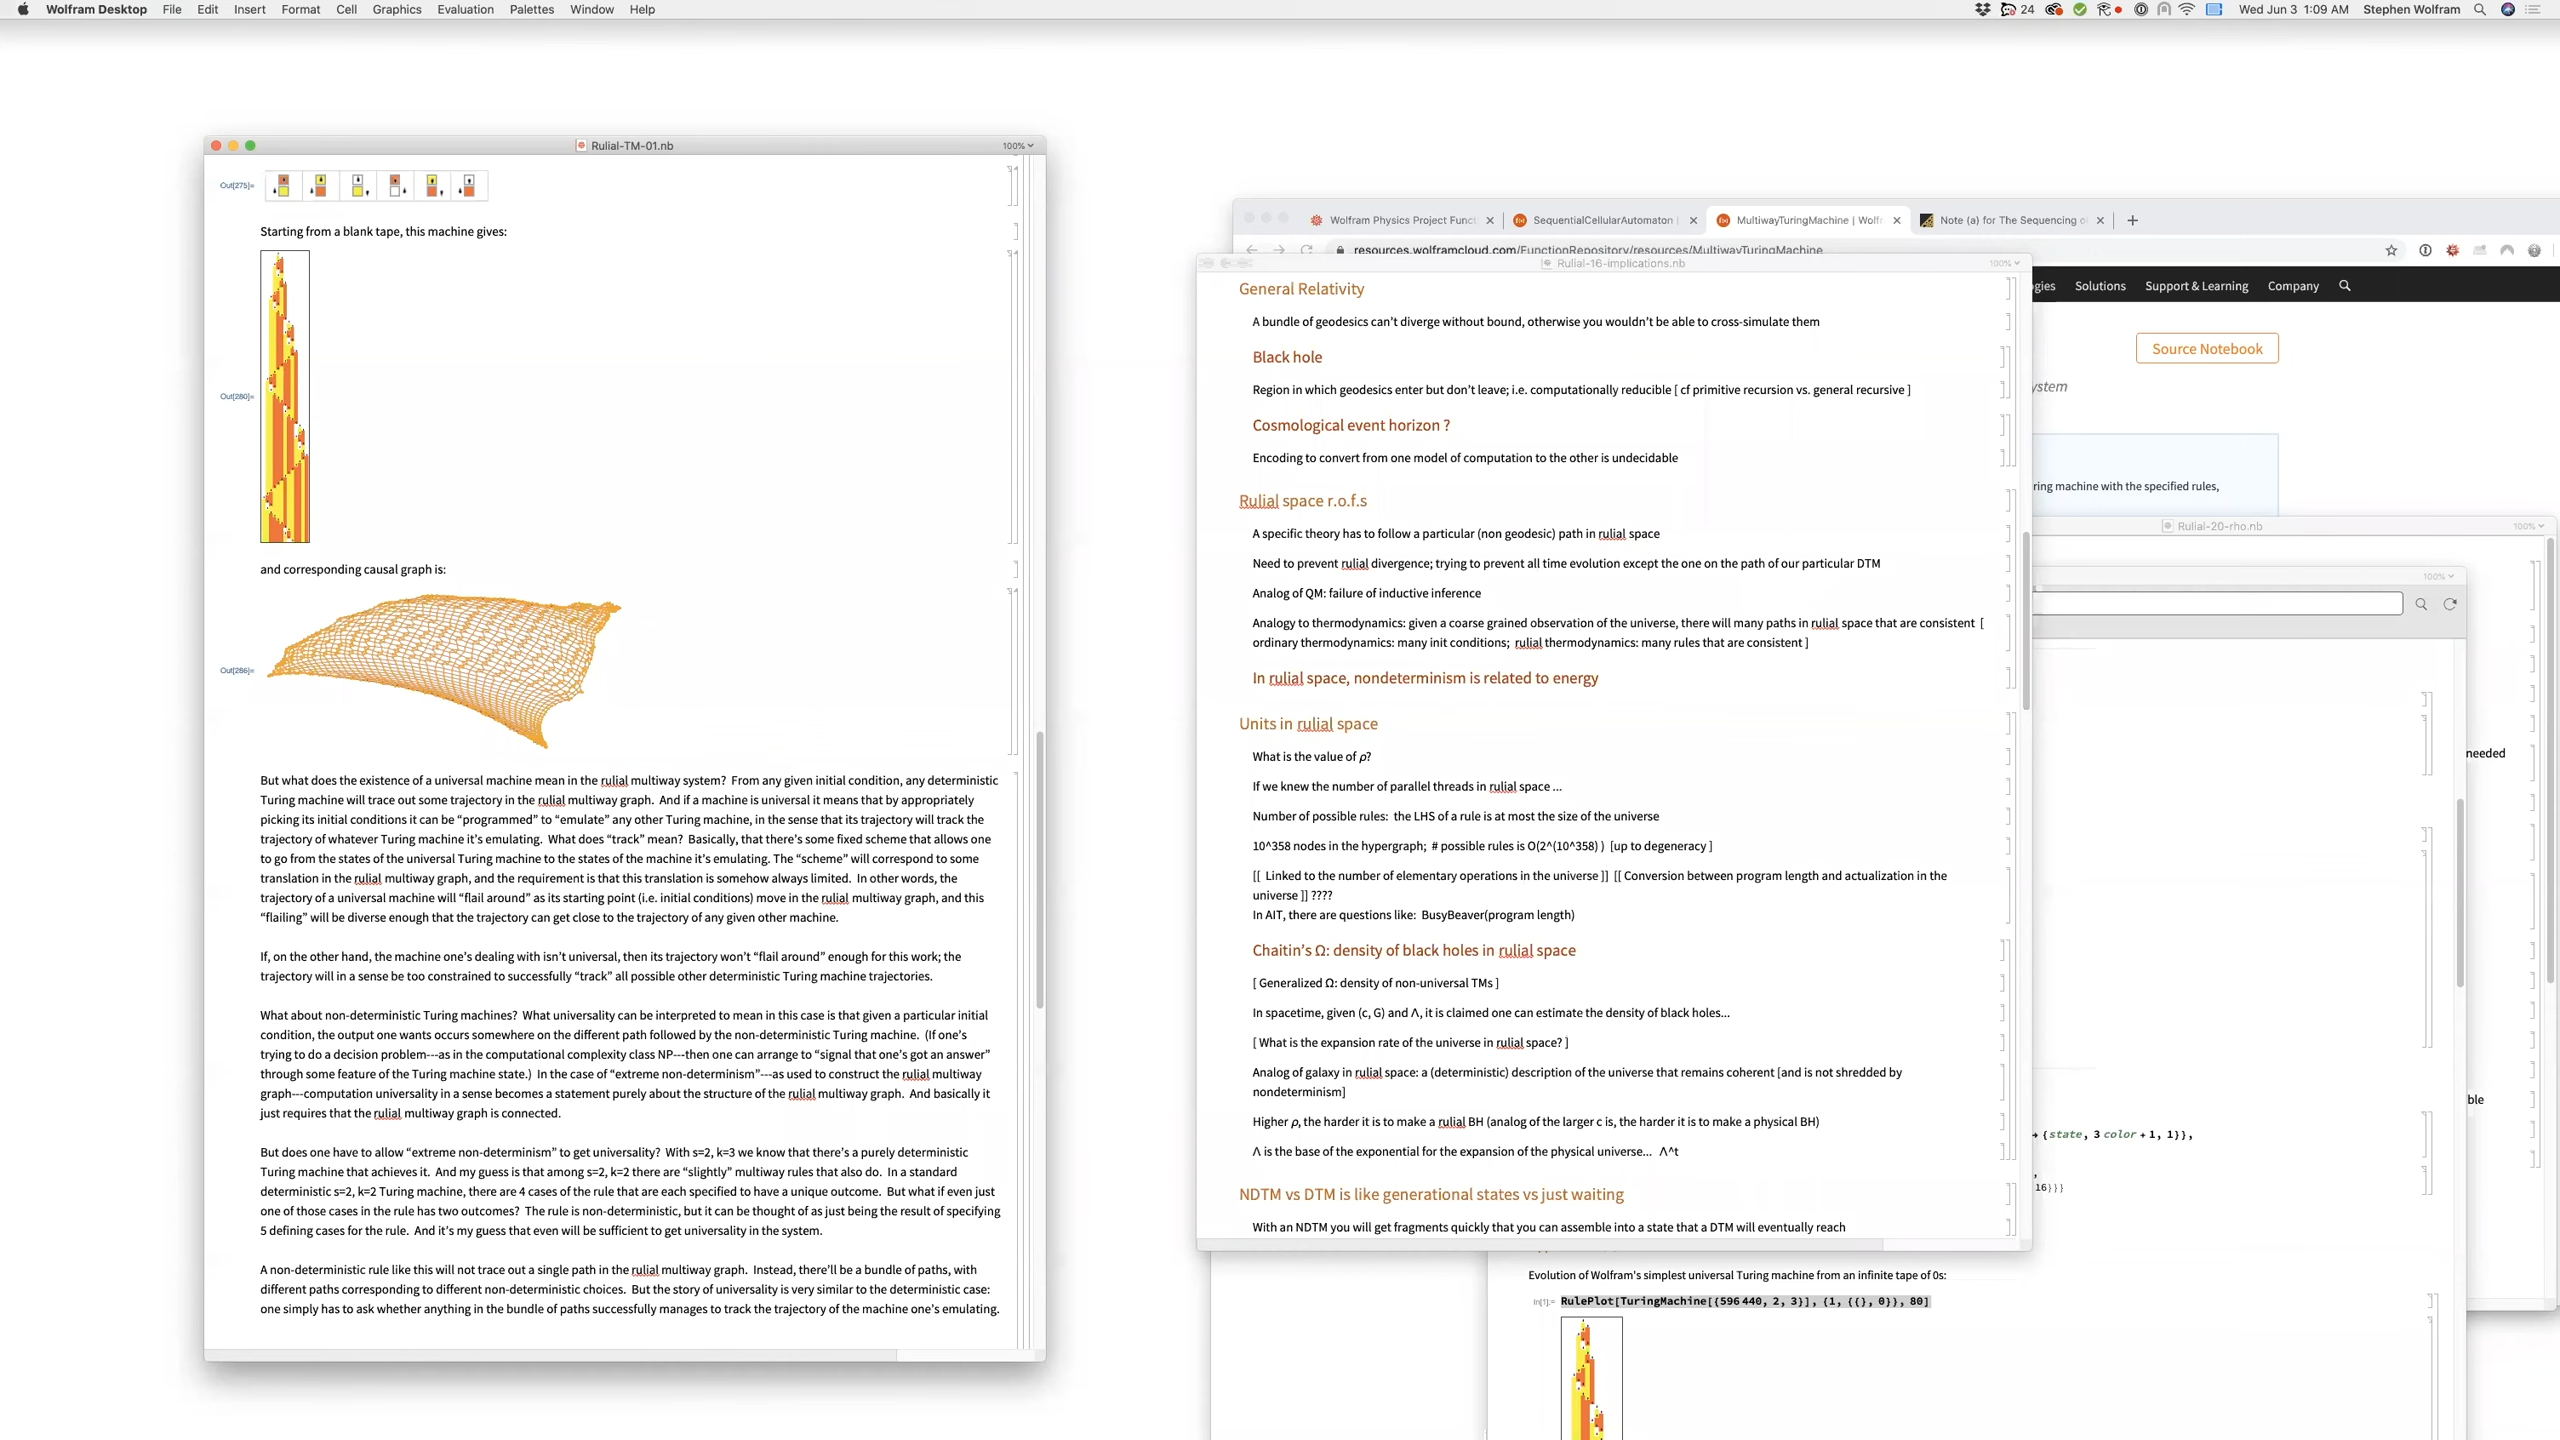 Wolfram Desktop File Edit Insert Format Cell Graphics Evaluation Palettes Window Help
24 Wed Jun 3 1:09 AM Stephen Wolfram
Rulial-TM-01.nb
100%
Out[275]=
Starting from a blank tape, this machine gives:
Out[280]=
and corresponding causal graph is:
Out[286]=
But what does the existence of a universal machine mean in the rulial multiway system? From any given initial condition, any deterministic
Turing machine will trace out some trajectory in the rulial multiway graph. And if a machine is universal it means that by appropriately
picking its initial conditions it can be “programmed” to “emulate” any other Turing machine, in the sense that its trajectory will track the
trajectory of whatever Turing machine it’s emulating. What does “track” mean? Basically, that there’s some fixed scheme that allows one
to go from the states of the universal Turing machine to the states of the machine it’s emulating. The “scheme” will correspond to some
translation in the rulial multiway graph, and the requirement is that this translation is somehow always limited. In other words, the
trajectory of a universal machine will “flail around” as its starting point (i.e. initial conditions) move in the rulial multiway graph, and this
“flailing” will be diverse enough that the trajectory can get close to the trajectory of any given other machine.
If, on the other hand, the machine one’s dealing with isn’t universal, then its trajectory won’t “flail around” enough for this work; the
trajectory will in a sense be too constrained to successfully “track” all possible other deterministic Turing machine trajectories.
What about non-deterministic Turing machines? What universality can be interpreted to mean in this case is that given a particular initial
condition, the output one wants occurs somewhere on the different path followed by the non-deterministic Turing machine. (If one’s
trying to do a decision problem---as in the computational complexity class NP---then one can arrange to “signal that one’s got an answer”
through some feature of the Turing machine state.) In the case of “extreme non-determinism”---as used to construct the rulial multiway
graph---computation universality in a sense becomes a statement purely about the structure of the rulial multiway graph. And basically it
just requires that the rulial multiway graph is connected.
But does one have to allow “extreme non-determinism” to get universality? With s=2, k=3 we know that there’s a purely deterministic
Turing machine that achieves it. And my guess is that among s=2, k=2 there are “slightly” multiway rules that also do. In a standard
deterministic s=2, k=2 Turing machine, there are 4 cases of the rule that are each specified to have a unique outcome. But what if even just
one of those cases in the rule has two outcomes? The rule is non-deterministic, but it can be thought of as just being the result of specifying
5 defining cases for the rule. And it’s my guess that even will be sufficient to get universality in the system.
A non-deterministic rule like this will not trace out a single path in the rulial multiway graph. Instead, there’ll be a bundle of paths, with
different paths corresponding to different non-deterministic choices. But the story of universality is very similar to the deterministic case:
one simply has to ask whether anything in the bundle of paths successfully manages to track the trajectory of the machine one’s emulating.
Wolfram Physics Project Funct SequentialCellularAutomaton | MultiwayTuringMachine | Wolfr Note (a) for The Sequencing o
resources.wolframcloud.com/FunctionRepository/resources/MultiwayTuringMachine
Rulial-16-implications.nb
100%
General Relativity
A bundle of geodesics can’t diverge without bound, otherwise you wouldn’t be able to cross-simulate them
Black hole
Region in which geodesics enter but don’t leave; i.e. computationally reducible [ cf primitive recursion vs. general recursive ]
Cosmological event horizon ?
Encoding to convert from one model of computation to the other is undecidable
Rulial space r.o.f.s
A specific theory has to follow a particular (non geodesic) path in rulial space
Need to prevent rulial divergence; trying to prevent all time evolution except the one on the path of our particular DTM
Analog of QM: failure of inductive inference
Analogy to thermodynamics: given a coarse grained observation of the universe, there will many paths in rulial space that are consistent [
ordinary thermodynamics: many init conditions; rulial thermodynamics: many rules that are consistent ]
In rulial space, nondeterminism is related to energy
Units in rulial space
What is the value of ρ?
If we knew the number of parallel threads in rulial space ...
Number of possible rules: the LHS of a rule is at most the size of the universe
10^358 nodes in the hypergraph; # possible rules is O(2^(10^358) ) [up to degeneracy ]
[[ Linked to the number of elementary operations in the universe ]] [[ Conversion between program length and actualization in the
universe ]] ????
In AIT, there are questions like: BusyBeaver(program length)
Chaitin’s Ω: density of black holes in rulial space
[ Generalized Ω: density of non-universal TMs ]
In spacetime, given (c, G) and Λ, it is claimed one can estimate the density of black holes...
[ What is the expansion rate of the universe in rulial space? ]
Analog of galaxy in rulial space: a (deterministic) description of the universe that remains coherent [and is not shredded by
nondeterminism]
Higher ρ, the harder it is to make a rulial BH (analog of the larger c is, the harder it is to make a physical BH)
Λ is the base of the exponential for the expansion of the physical universe... Λ^t
NDTM vs DTM is like generational states vs just waiting
With an NDTM you will get fragments quickly that you can assemble into a state that a DTM will eventually reach
gies Solutions Support & Learning Company
Source Notebook
ystem
ring machine with the specified rules,
Rulial-20-rho.nb
100%
100%
needed
ble
→ {state, 3 color + 1, 1}},
,
16}}}
Evolution of Wolfram's simplest universal Turing machine from an infinite tape of 0s:
In[1]:= RulePlot[TuringMachine[{596 440, 2, 3}], {1, {{}, 0}}, 80]